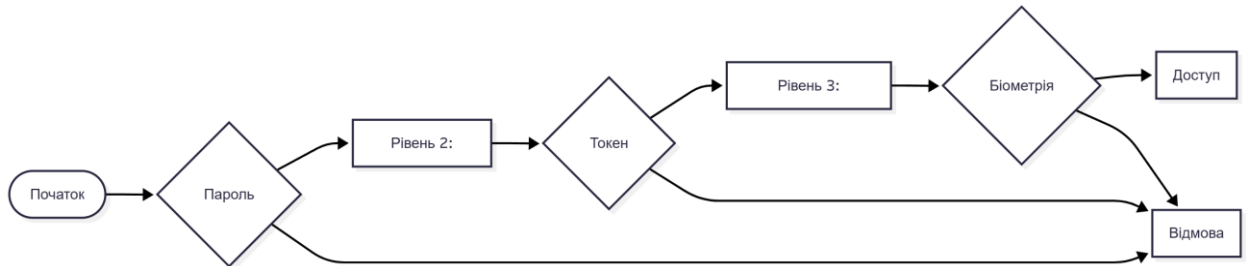 Початок
Пароль
Рівень 2:
Токен
Рівень 3:
Біометрія
Доступ
Відмова